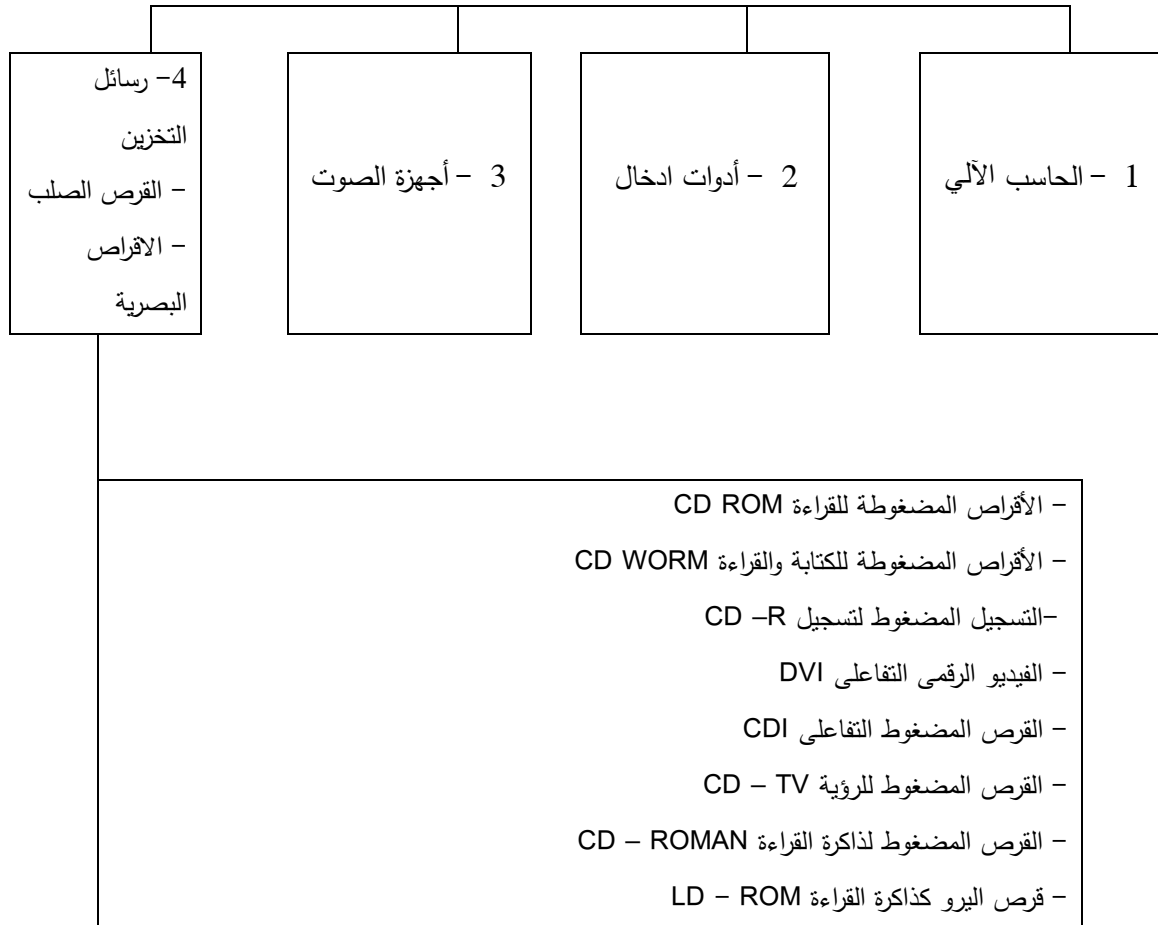 1 - الحاسب الآلي
2 - أدوات ادخال
3 - أجهزة الصوت
4- رسائل
التخزين
- القرص الصلب
- الاقراص
البصرية
- الأقراص المضغوطة للقراءة CD ROM
- الأقراص المضغوطة للكتابة والقراءة CD WORM
-التسجيل المضغوط لتسجيل CD –R
- الفيديو الرقمى التفاعلى DVI
- القرص المضغوط التفاعلى CDI
- القرص المضغوط للرؤية CD – TV
- القرص المضغوط لذاكرة القراءة CD – ROMAN
- قرص اليرو كذاكرة القراءة LD – ROM